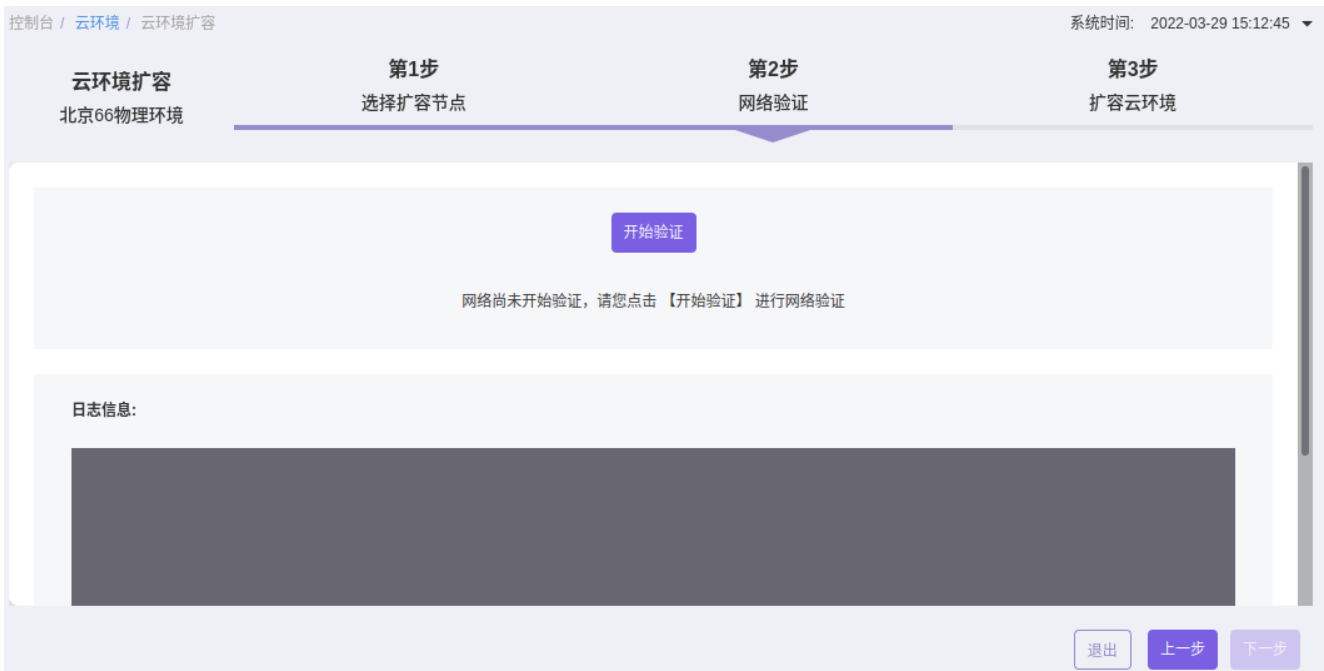 控制台 / 云环境 / 云环境扩容
系统时间: 2022-03-29 15:12:45
云环境扩容
北京66物理环境
第1步
选择扩容节点
第2步
网络验证
第3步
扩容云环境
开始验证
网络尚未开始验证，请您点击 【开始验证】 进行网络验证
日志信息:
退出
上一步
下一步